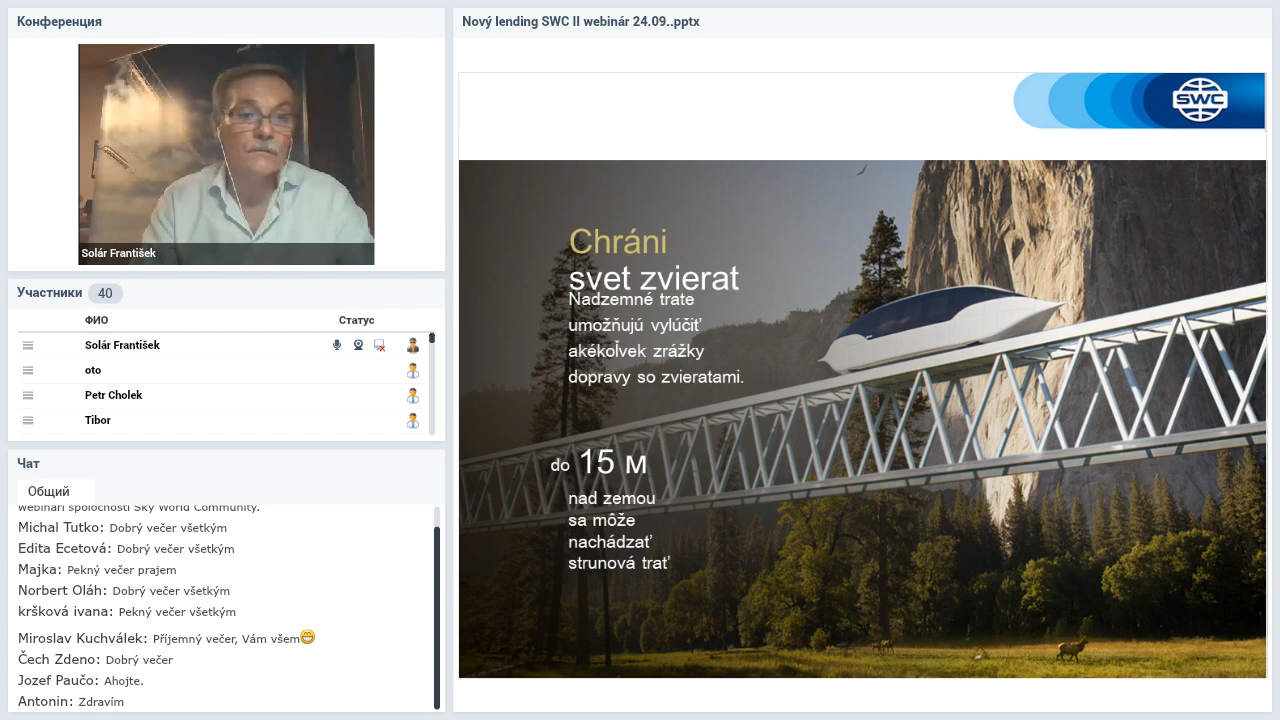 Конференция
Solár František
Участники 40
ФИО Статус
Solár František
oto
Petr Cholek
Tibor
Чат
Общий
webinári spoločnosti Sky World Community.
Michal Tutko: Dobrý večer všetkým
Edita Ecetová: Dobrý večer všetkým
Majka: Pekný večer prajem
Norbert Oláh: Dobrý večer všetkým
kršková ivana: Pekný večer všetkým
Miroslav Kuchválek: Příjemný večer, Vám všem
Čech Zdeno: Dobrý večer
Jozef Paučo: Ahojte.
Antonin: Zdravím
Nový lending SWC II webinár 24.09..pptx
SWC
Chráni
svet zvierat
Nadzemné trate
umožňujú vylúčiť
akékoľvek zrážky
dopravy so zvieratami.
do 15 м
nad zemou
sa môže
nachádzať
strunová trať